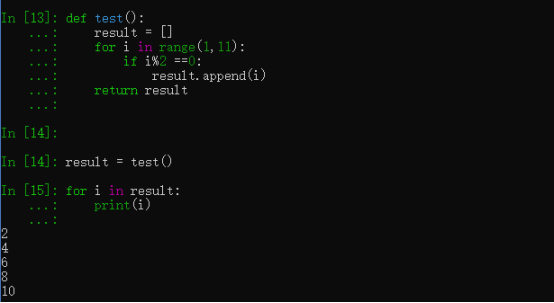 In [13]: def test():
    ...:     result = []
    ...:     for i in range(1,11):
    ...:         if i%2 ==0:
    ...:             result.append(i)
    ...:     return result
    ...:
In [14]:
In [14]: result = test()
In [15]: for i in result:
    ...:     print(i)
    ...:
2
4
6
8
10